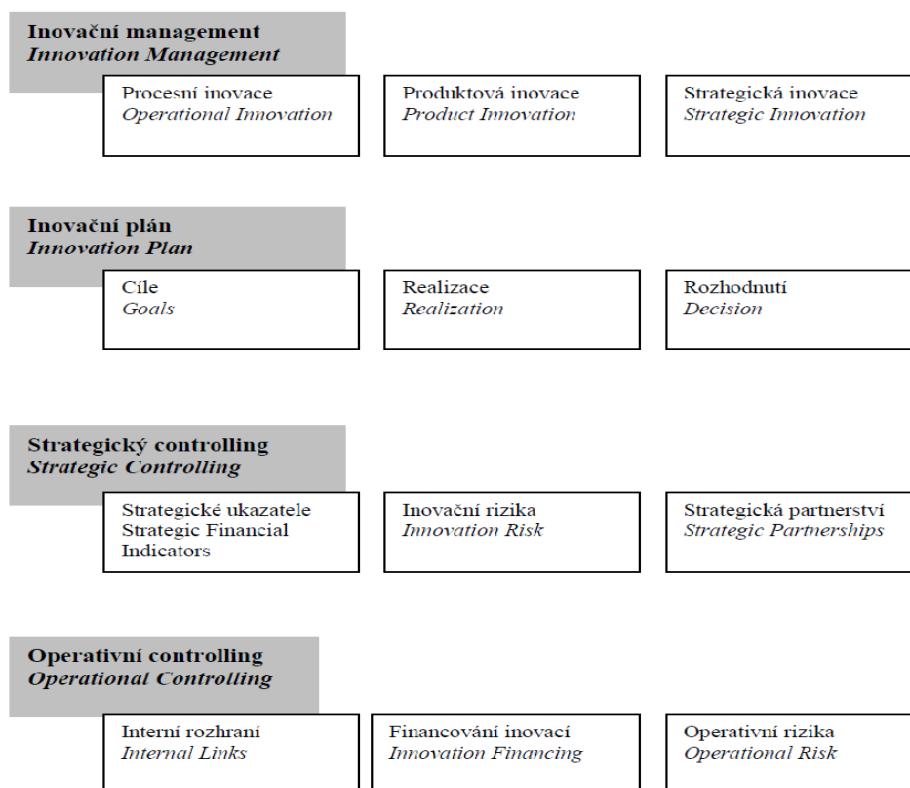 Inovační management
Innovation Management
Procesní inovace
Operational Innovation
Produktová inovace
Product Innovation
Strategická inovace
Strategic Innovation
Inovační plán
Innovation Plan
Cíle
Goals
Realizace
Realization
Rozhodnutí
Decision
Strategický controlling
Strategic Controlling
Strategické ukazatele
Strategic Financial
Indicators
Inovační rizika
Innovation Risk
Strategická partnerství
Strategic Partnerships
Operativní controlling
Operational Controlling
Interní rozhraní
Internal Links
Financování inovací
Innovation Financing
Operativní rizika
Operational Risk